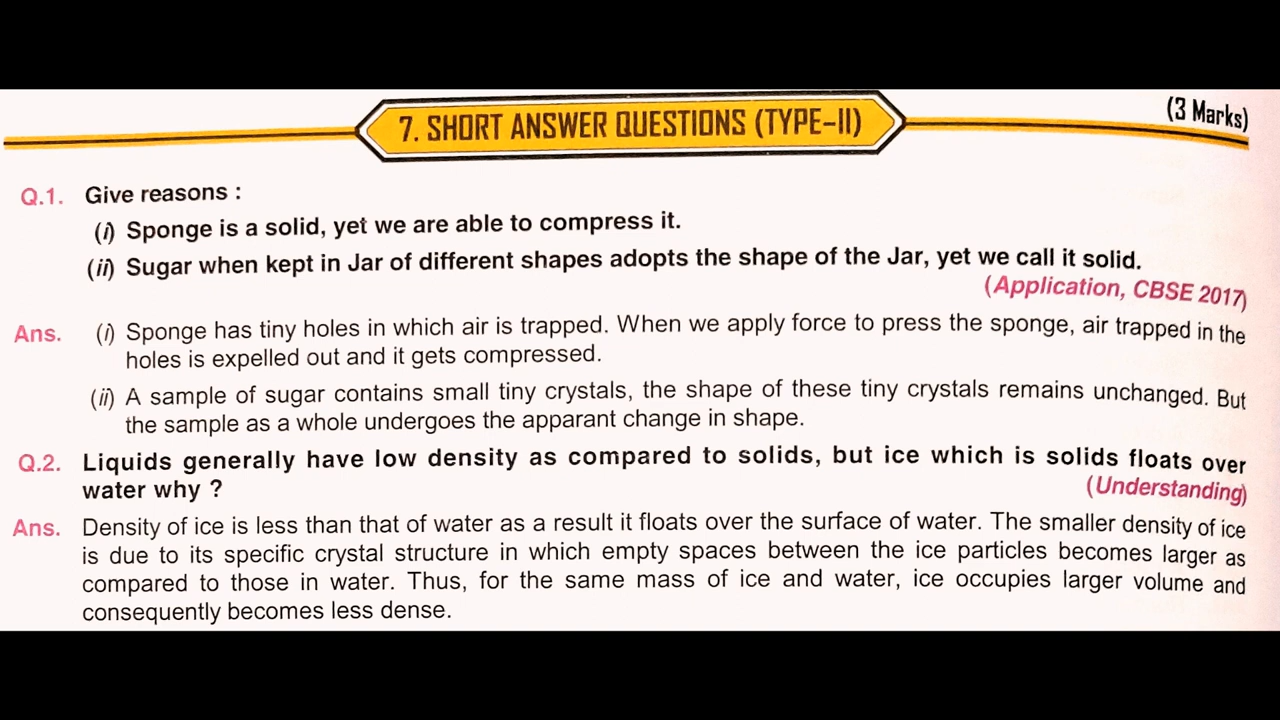 7. SHORT ANSWER QUESTIONS (TYPE–II)
(3 Marks)
Q.1. Give reasons :
(i) Sponge is a solid, yet we are able to compress it.
(ii) Sugar when kept in Jar of different shapes adopts the shape of the Jar, yet we call it solid.
(Application, CBSE 2017)
Ans. (i) Sponge has tiny holes in which air is trapped. When we apply force to press the sponge, air trapped in the
holes is expelled out and it gets compressed.
(ii) A sample of sugar contains small tiny crystals, the shape of these tiny crystals remains unchanged. But
the sample as a whole undergoes the apparant change in shape.
Q.2. Liquids generally have low density as compared to solids, but ice which is solids floats over
water why ?
(Understanding)
Ans. Density of ice is less than that of water as a result it floats over the surface of water. The smaller density of ice
is due to its specific crystal structure in which empty spaces between the ice particles becomes larger as
compared to those in water. Thus, for the same mass of ice and water, ice occupies larger volume and
consequently becomes less dense.